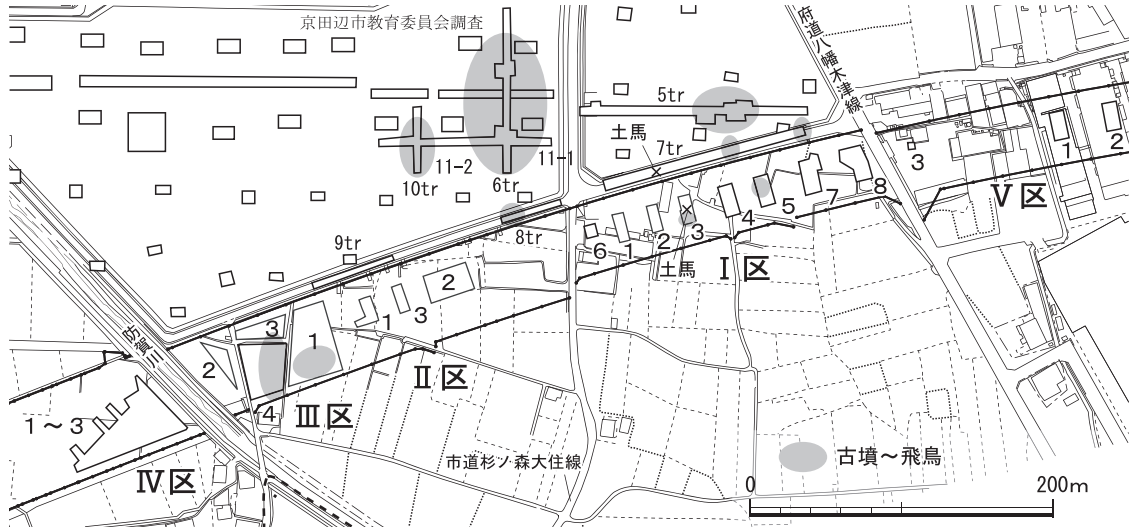 京田辺市教育委員会調査
府道八幡木津線
5tr
土馬
7tr
11-2
11-1
10tr
6tr
8tr
9tr
3
1
2
Ⅴ区
8
7
5
4
3
2
1
6
土馬
Ⅰ区
2
3
1
Ⅱ区
防賀川
3
1
2
4
Ⅲ区
1～3
Ⅳ区
市道杉ノ森大住線
古墳～飛鳥
0
200m